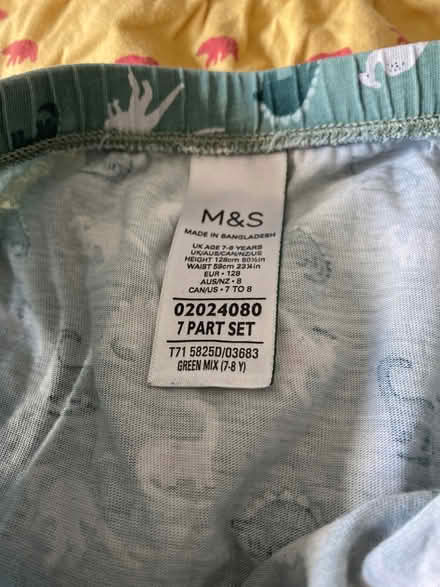 M&S
MADE IN BANGLADESH
UK AGE 7-8 YEARS
UK/AUS/CAN/NZ/US
HEIGHT 128cm 50½in
WAIST 59cm 23¼in
EUR • 128
AUS/NZ • 8
CAN/US • 7 TO 8
02024080
7 PART SET
T71 5825D/03683
GREEN MIX (7-8 Y)